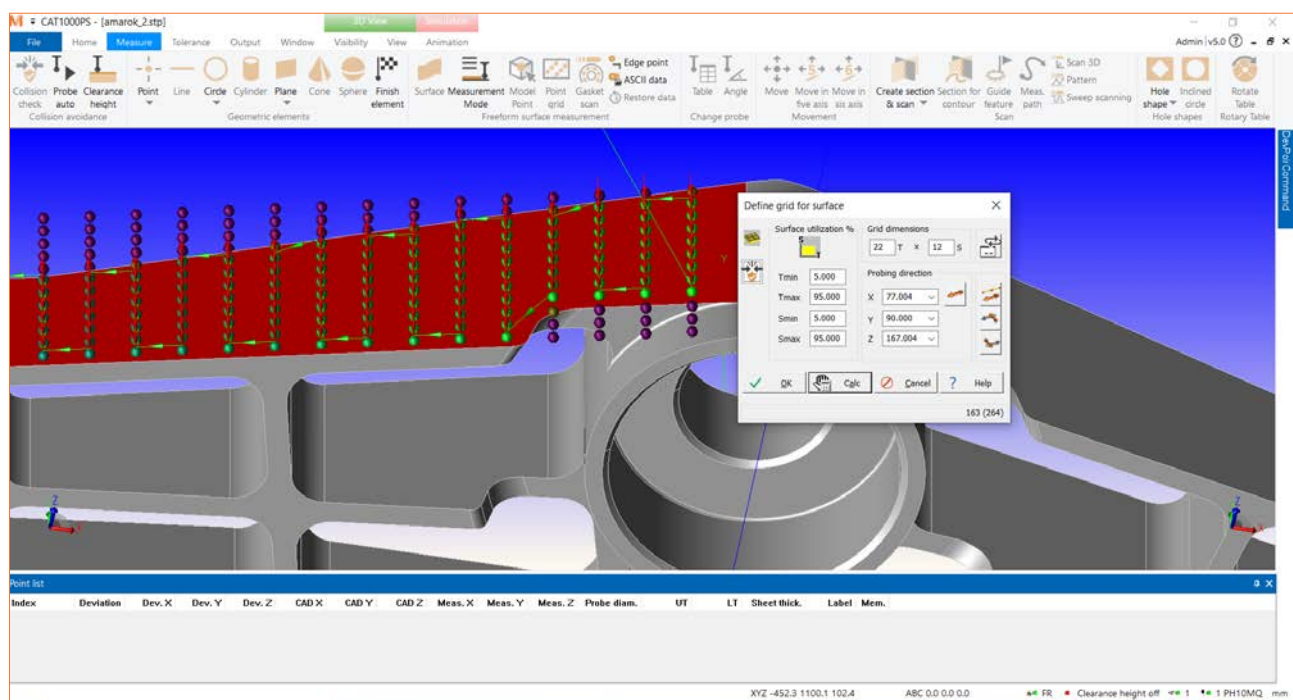 CAT1000PS - [amarok_2.stp]
3D View
Simulation
File Home Measure Tolerance Output Window Visibility View Animation
Admin v5.0
Collision check
Probe auto
Clearance height
Collision avoidance
Point
Line
Circle
Cylinder
Plane
Cone
Sphere
Finish element
Geometric elements
Surface
Measurement Mode
Model Point
Point grid
Gasket scan
Edge point
ASCII data
Restore data
Freeform surface measurement
Table
Angle
Change probe
Move
Move in five axis
Move in sis axis
Movement
Create section & scan
Section for contour
Guide feature
Meas. path
Scan 3D
Pattern
Sweep scanning
Scan
Hole shape
Inclined circle
Hole shapes
Rotate Table
Rotary Table
DevPorCommand
Define grid for surface
Surface utilization %
S
T
Tmin 5.000
Tmax 95.000
Smin 5.000
Smax 95.000
Grid dimensions
22 T x 12 S
Probing direction
X 77.004
Y 90.000
Z 167.004
OK Calc Cancel ? Help
163 (264)
Y
Z
X
Z
X
Point list
Index Deviation Dev. X Dev. Y Dev. Z CAD X CAD Y CAD Z Meas. X Meas. Y Meas. Z Probe diam. UT LT Sheet thick. Label Mem.
XYZ -452.3 1100.1 102.4 ABC 0.0 0.0 0.0 FR Clearance height off 1 1 PH10MQ mm